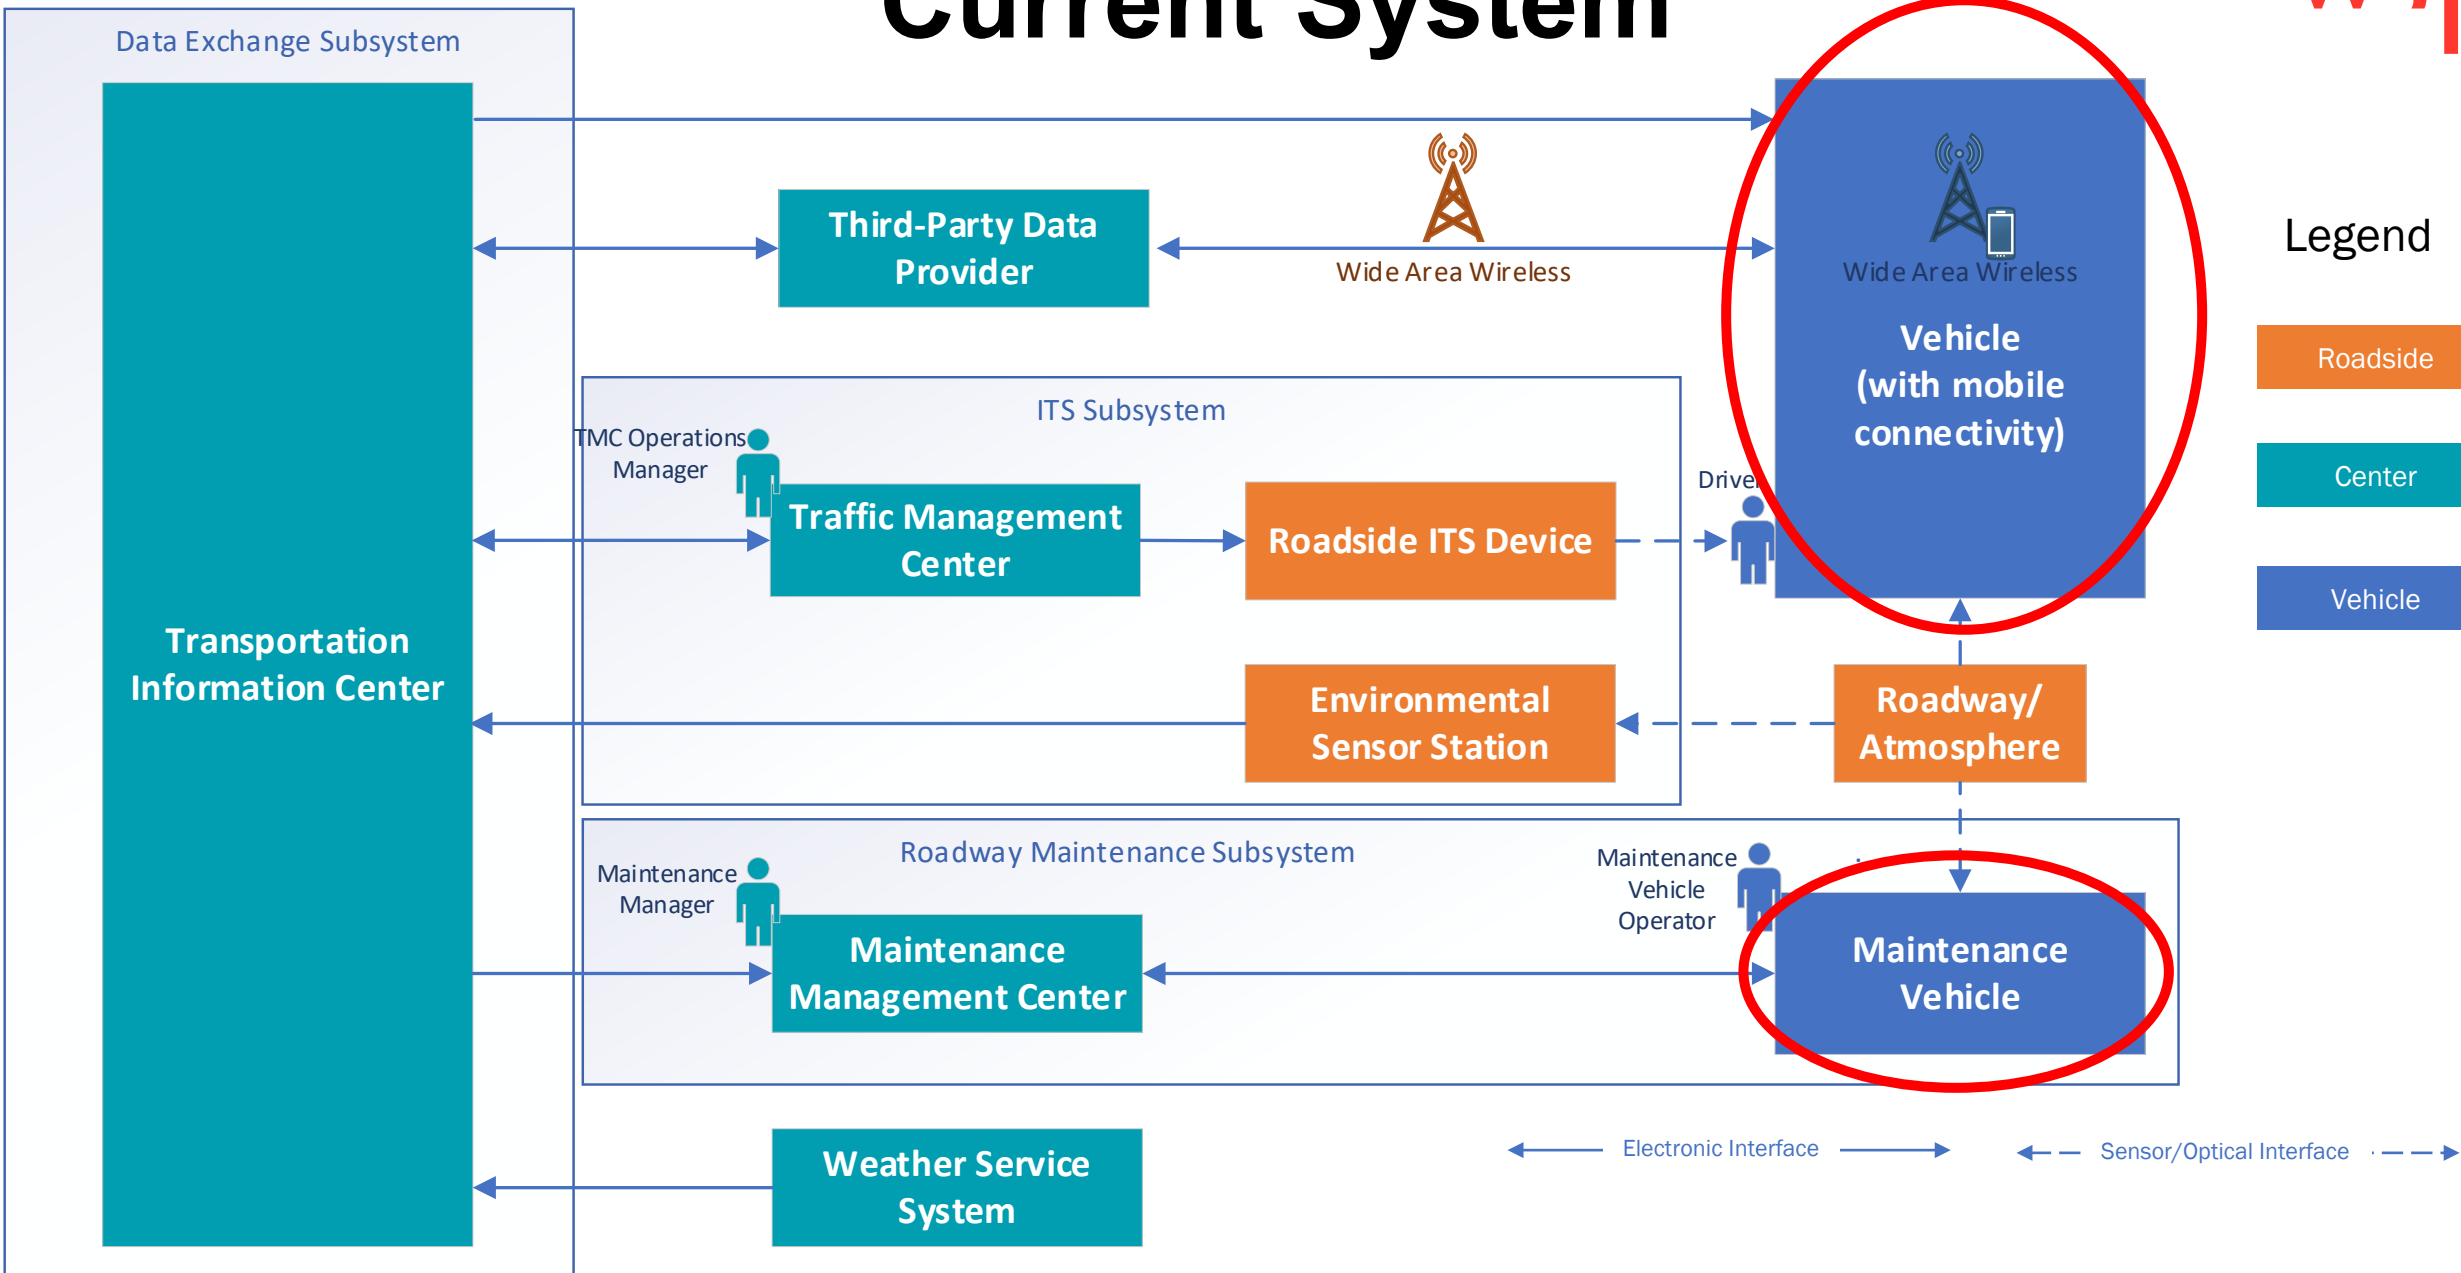 Current System
Data Exchange Subsystem
Transportation
Information Center
Third-Party Data
Provider
Wide Area Wireless
Wide Area Wireless
Vehicle
(with mobile
connectivity)
Legend
Roadside
Center
Vehicle
ITS Subsystem
TMC Operations
Manager
Traffic Management
Center
Roadside ITS Device
Driver
Environmental
Sensor Station
Roadway/
Atmosphere
Roadway Maintenance Subsystem
Maintenance
Manager
Maintenance
Management Center
Maintenance
Vehicle
Operator
Maintenance
Vehicle
Weather Service
System
Electronic Interface
Sensor/Optical Interface